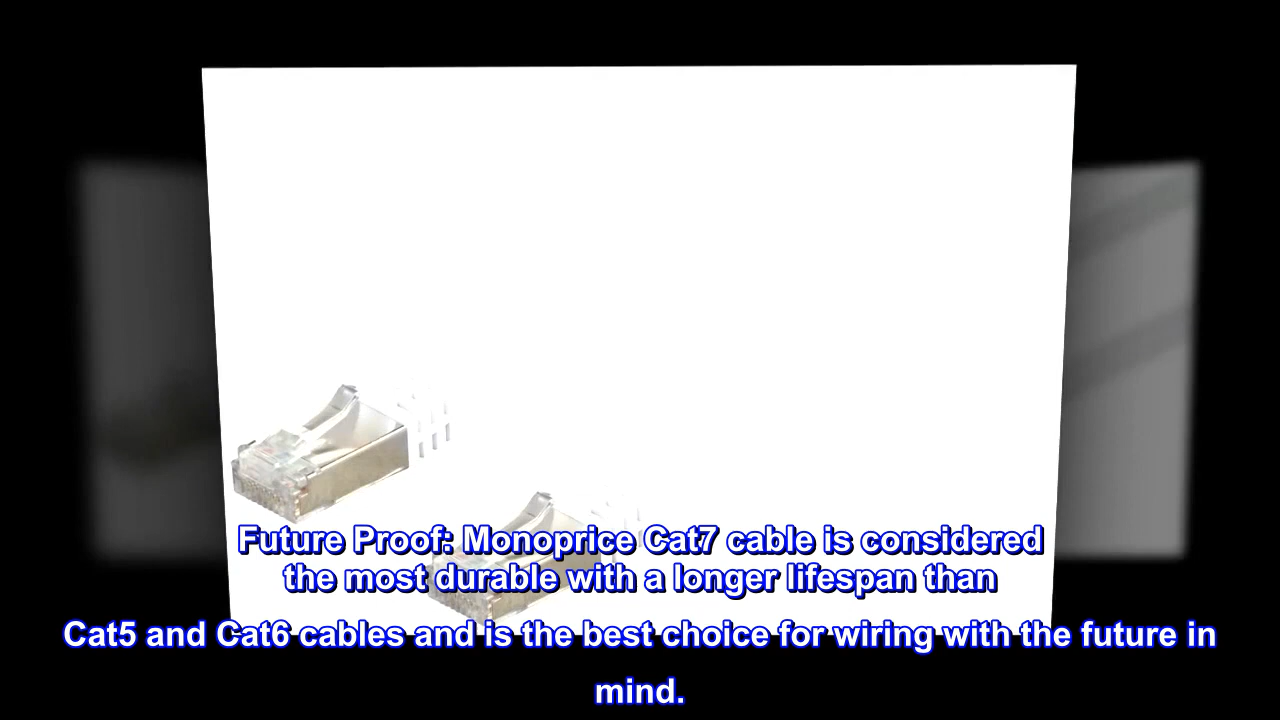 Future Proof: Monoprice Cat7 cable is considered
the most durable with a longer lifespan than
Cat5 and Cat6 cables and is the best choice for wiring with the future in
mind.